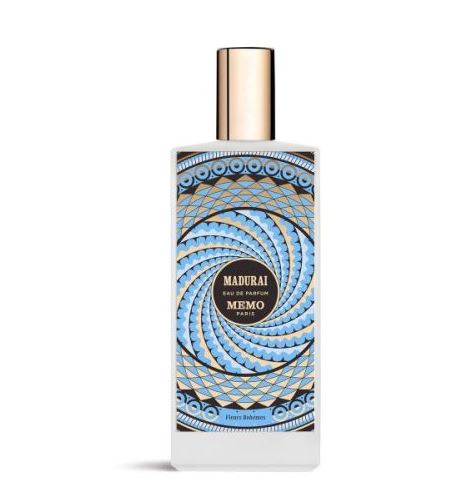 MADURAI
EAU DE PARFUM
MEMO
PARIS
Fleurs Bohèmes